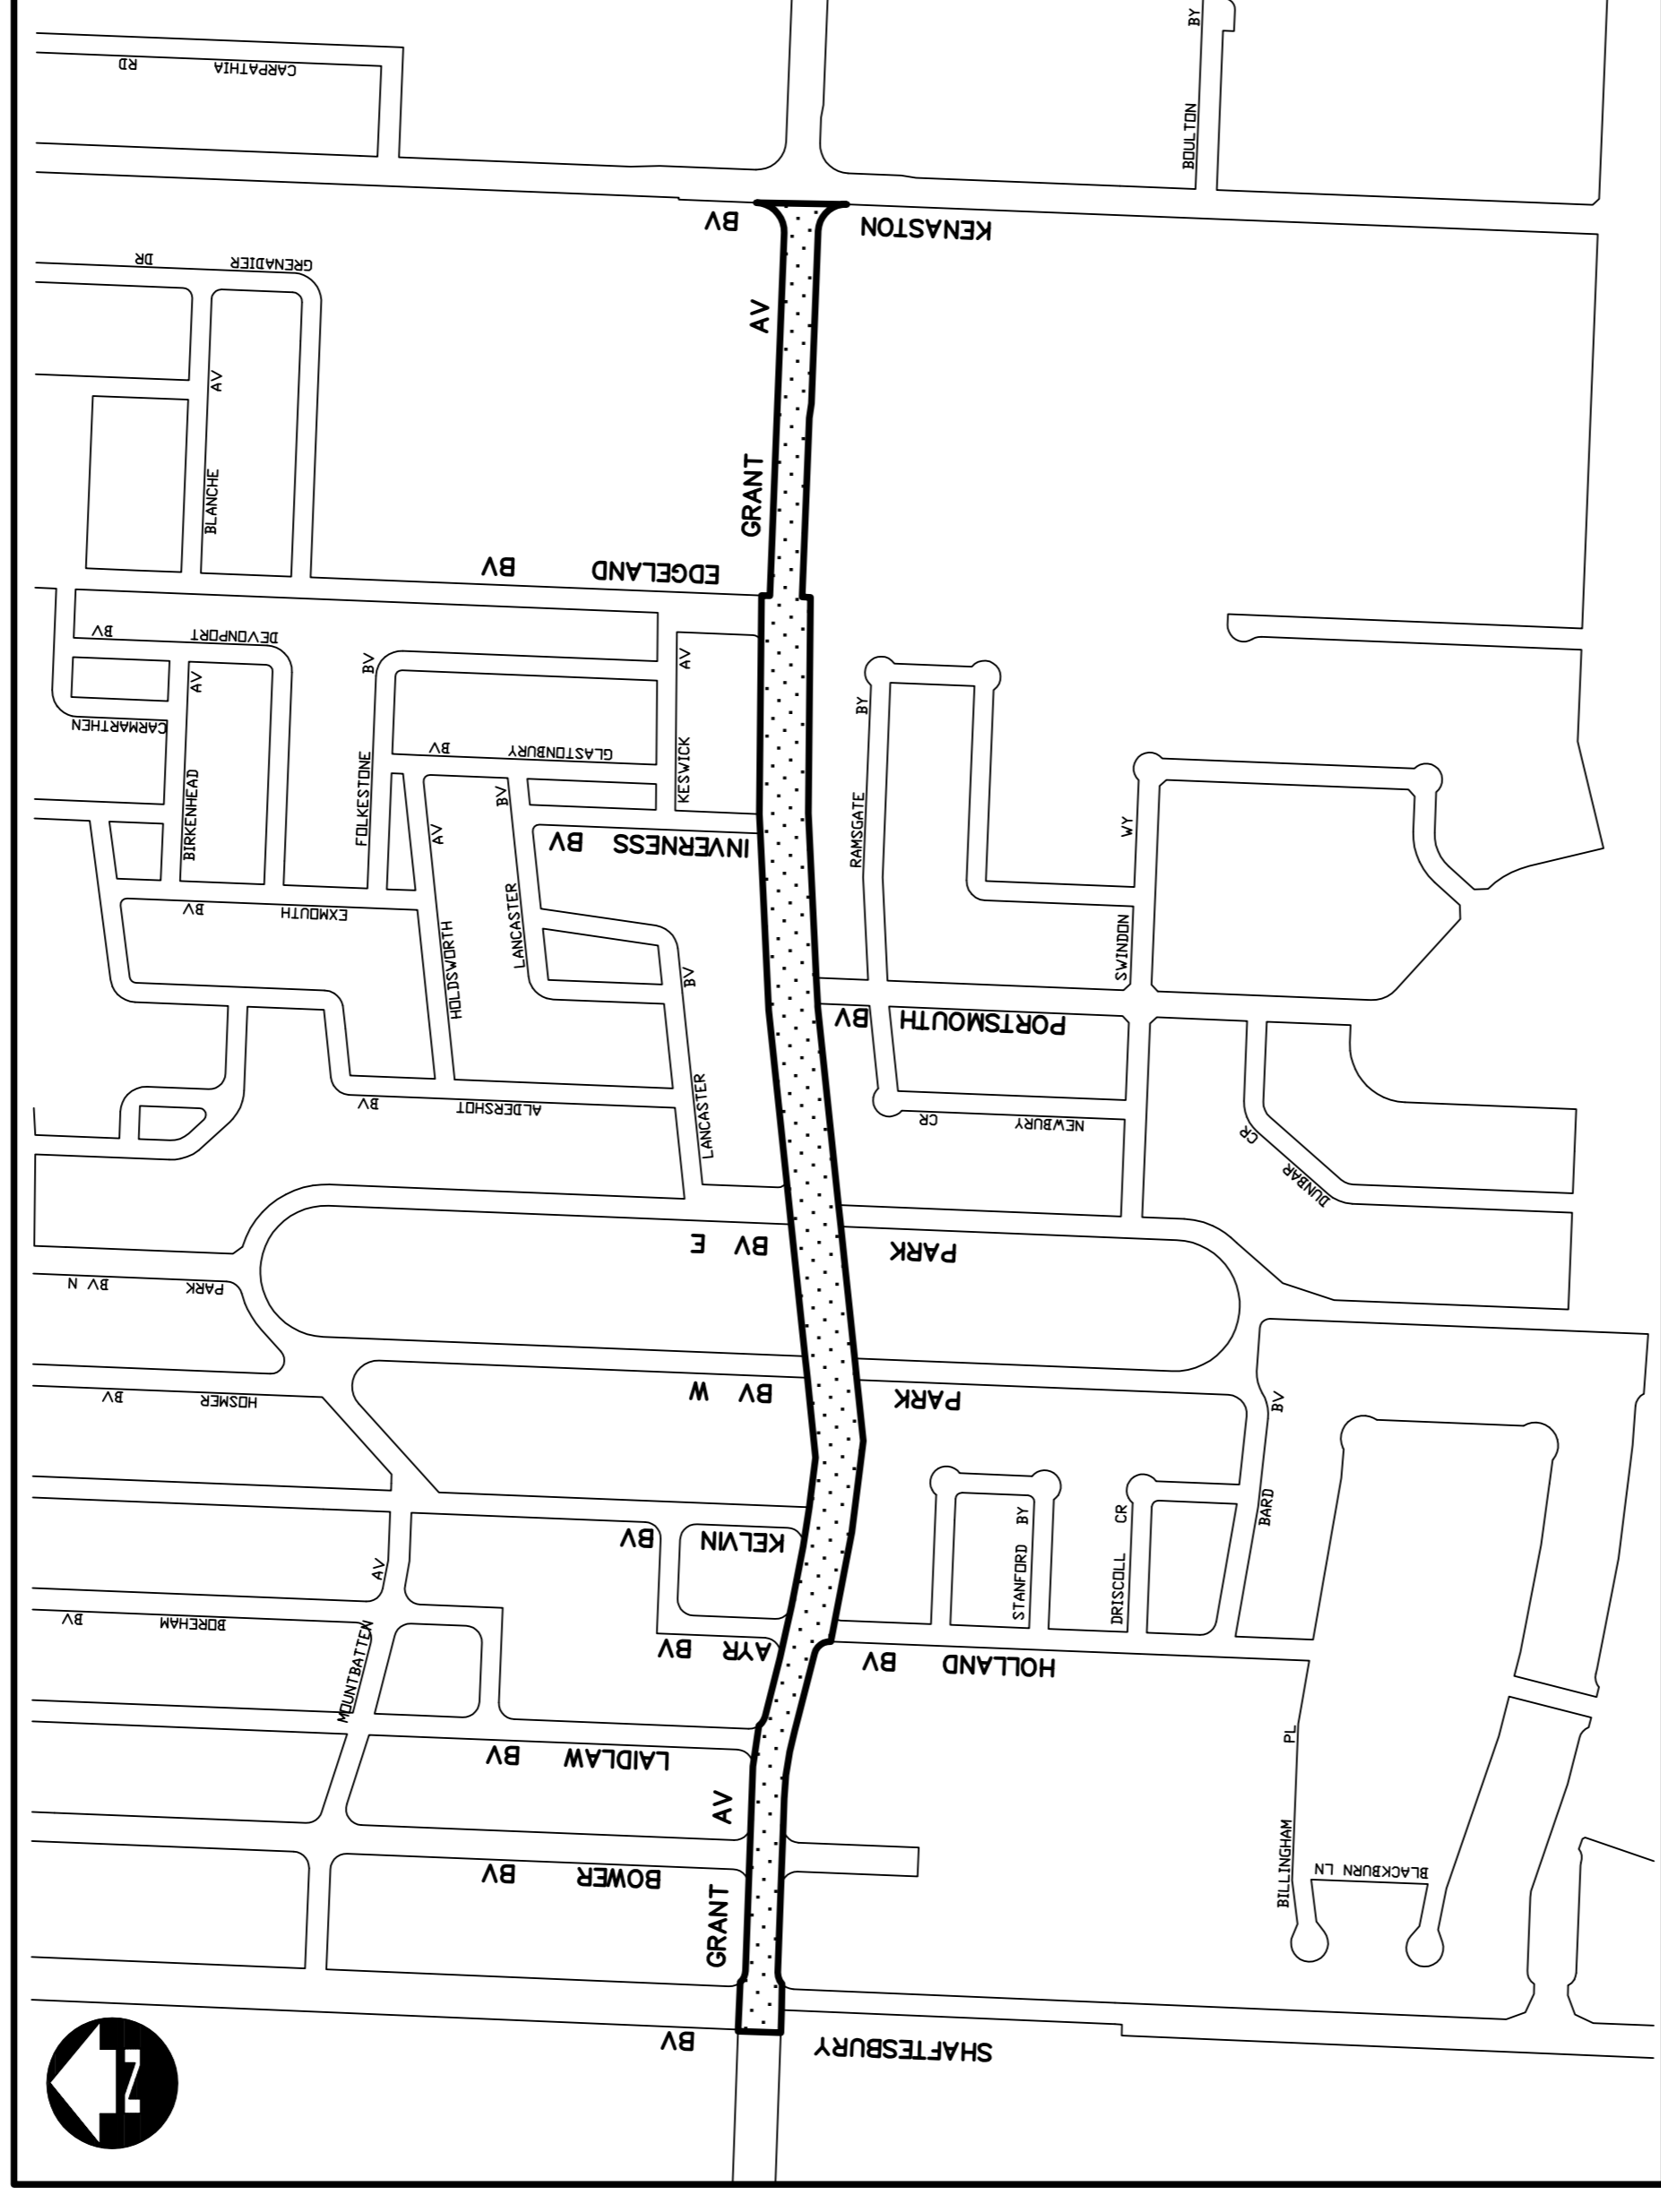 CARPATHIA RD
BOULTON BY
KENASTON BV
GRENADIER DR
GRANT AV
BLANCHE AV
EDGELAND BV
DEVONPORT BV
CARMARTHEN
BIRKENHEAD AV
FOLKESTONE BV
GLASTONBURY BV
KESWICK AV
INVERNESS BV
RAMSGATE BY
SWINDON WY
EXMOUTH BV
HOLDSWORTH AV
LANCASTER BV
LANCASTER BV
PORTSMOUTH BV
ALDERSHOT BV
NEWBURY CR
DUNBAR CR
PARK BV E
PARK BV N
PARK BV W
HOSMER BV
BARD BV
KELVIN BV
STANFORD BY
DRISCOLL CR
BOREHAM BV
MOUNTBATTEN AV
AYR BV
HOLLAND BV
LAIDLAW BV
BILLINGHAM PL
BLACKBURN LN
BOWER BV
GRANT AV
SHAFTESBURY BV
N